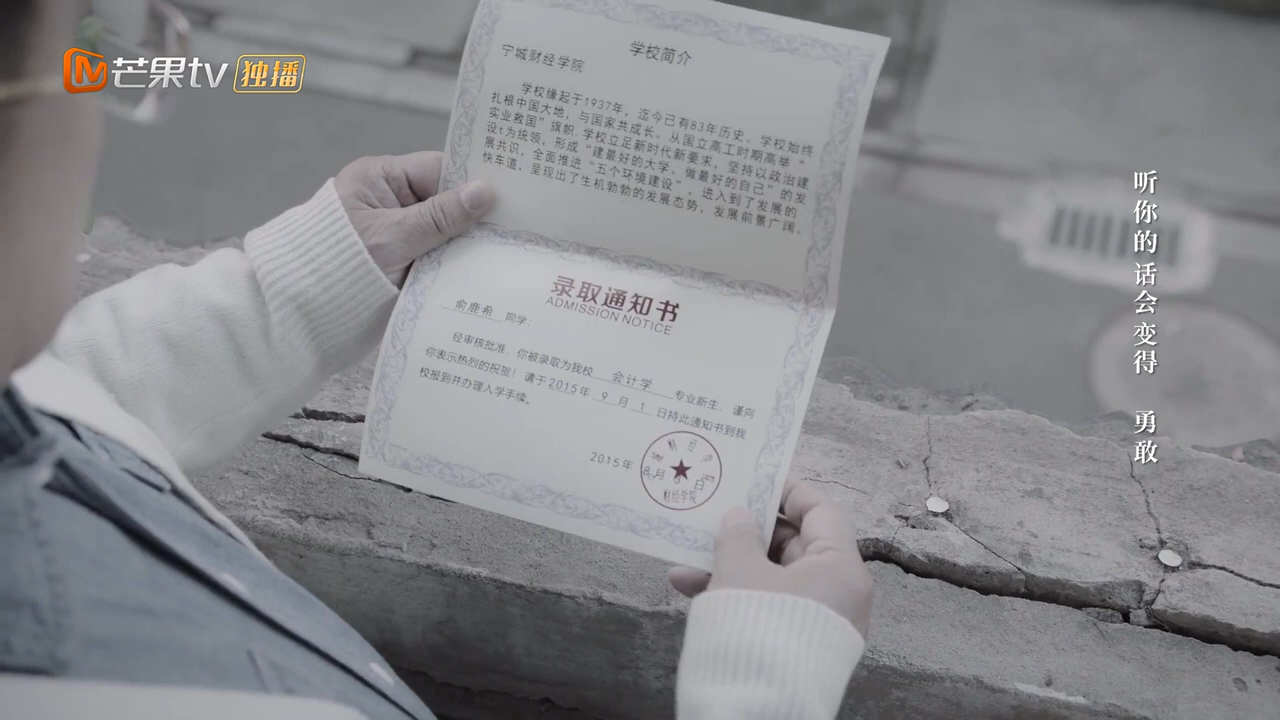 芒果tv 独播
学校简介
宁城财经学院
学校缘起于1937年，迄今已有83年历史。学校始终
扎根中国大地，与国家共成长。从国立高工时期高举“
实业救国”旗帜.学校立足新时代新要求，坚持以政治建
设t为统领，形成“建最好的大学、做最好的自己”的发
展共识，全面推进“五个环境建设”，进入到了发展的
快车道，呈现出了生机勃勃的发展态势、发展前景广阔。
录取通知书
ADMISSION NOTICE
俞鹿希 同学:
经审核批准，你被录取为我校 会计学 专业新生，谨向
你表示热烈的祝贺！请于2015年 9 月 1 日持此通知书到我
校报到并办理入学手续。
2015年 8月 日
财经
财经学院
听你的话会变得 勇敢